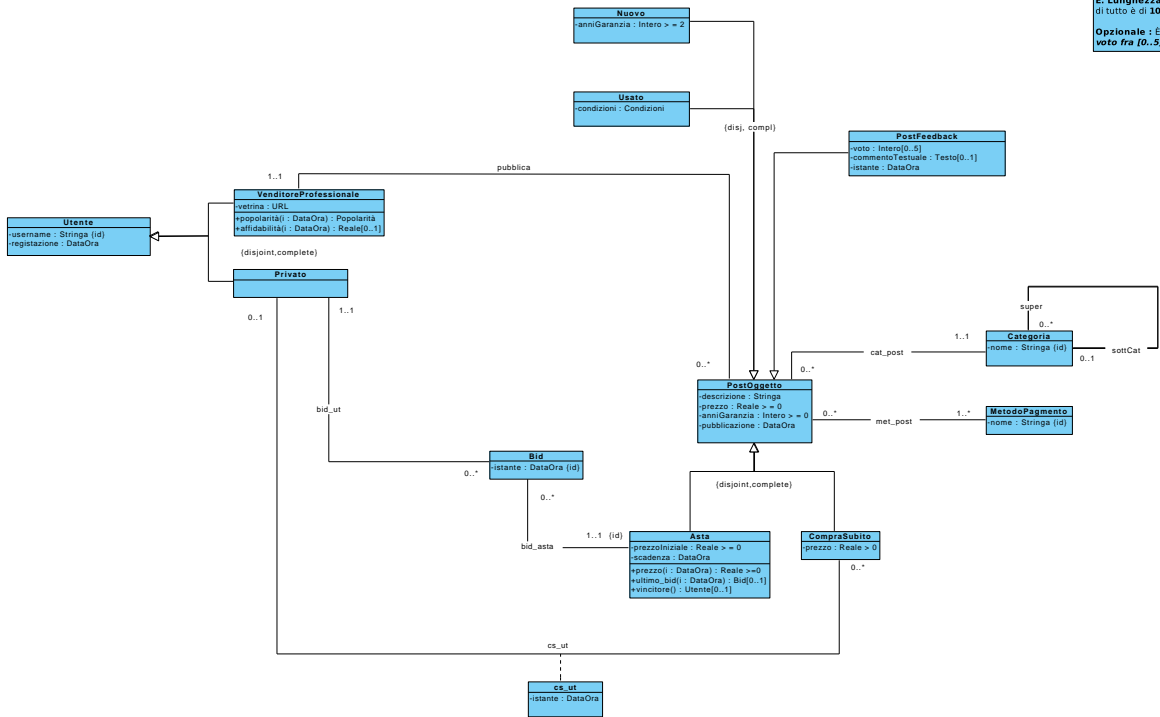 E. Lunghezza
di tutto è di 10
Opzionale : È
voto fra [0..5]
Nuovo
-anniGaranzia : Intero > = 2
Usato
-condizioni : Condizioni
{disj, compl}
PostFeedback
-voto : Intero[0..5]
-commentoTestuale : Testo[0..1]
-istante : DataOra
pubblica
1..1
VenditoreProfessionale
-vetrina : URL
+popolarità(i : DataOra) : Popolarità
+affidabilità(i : DataOra) : Reale[0..1]
Utente
-username : Stringa {id}
-registazione : DataOra
{disjoint,complete}
Privato
0..1
1..1
super
0..*
1..1
Categoria
-nome : Stringa {id}
0..1
sottCat
cat_post
0..*
0..*
PostOggetto
-descrizione : Stringa
-prezzo : Reale > = 0
-anniGaranzia : Intero > = 0
-pubblicazione : DataOra
0..*
met_post
1..*
MetodoPagmento
-nome : Stringa {id}
bid_ut
Bid
-istante : DataOra {id}
0..*
0..*
{disjoint,complete}
bid_asta
1..1 {id}
Asta
-prezzoIniziale : Reale > = 0
-scadenza : DataOra
+prezzo(i : DataOra) : Reale >=0
+ultimo_bid(i : DataOra) : Bid[0..1]
+vincitore() : Utente[0..1]
CompraSubito
-prezzo : Reale > 0
0..*
cs_ut
cs_ut
-istante : DataOra